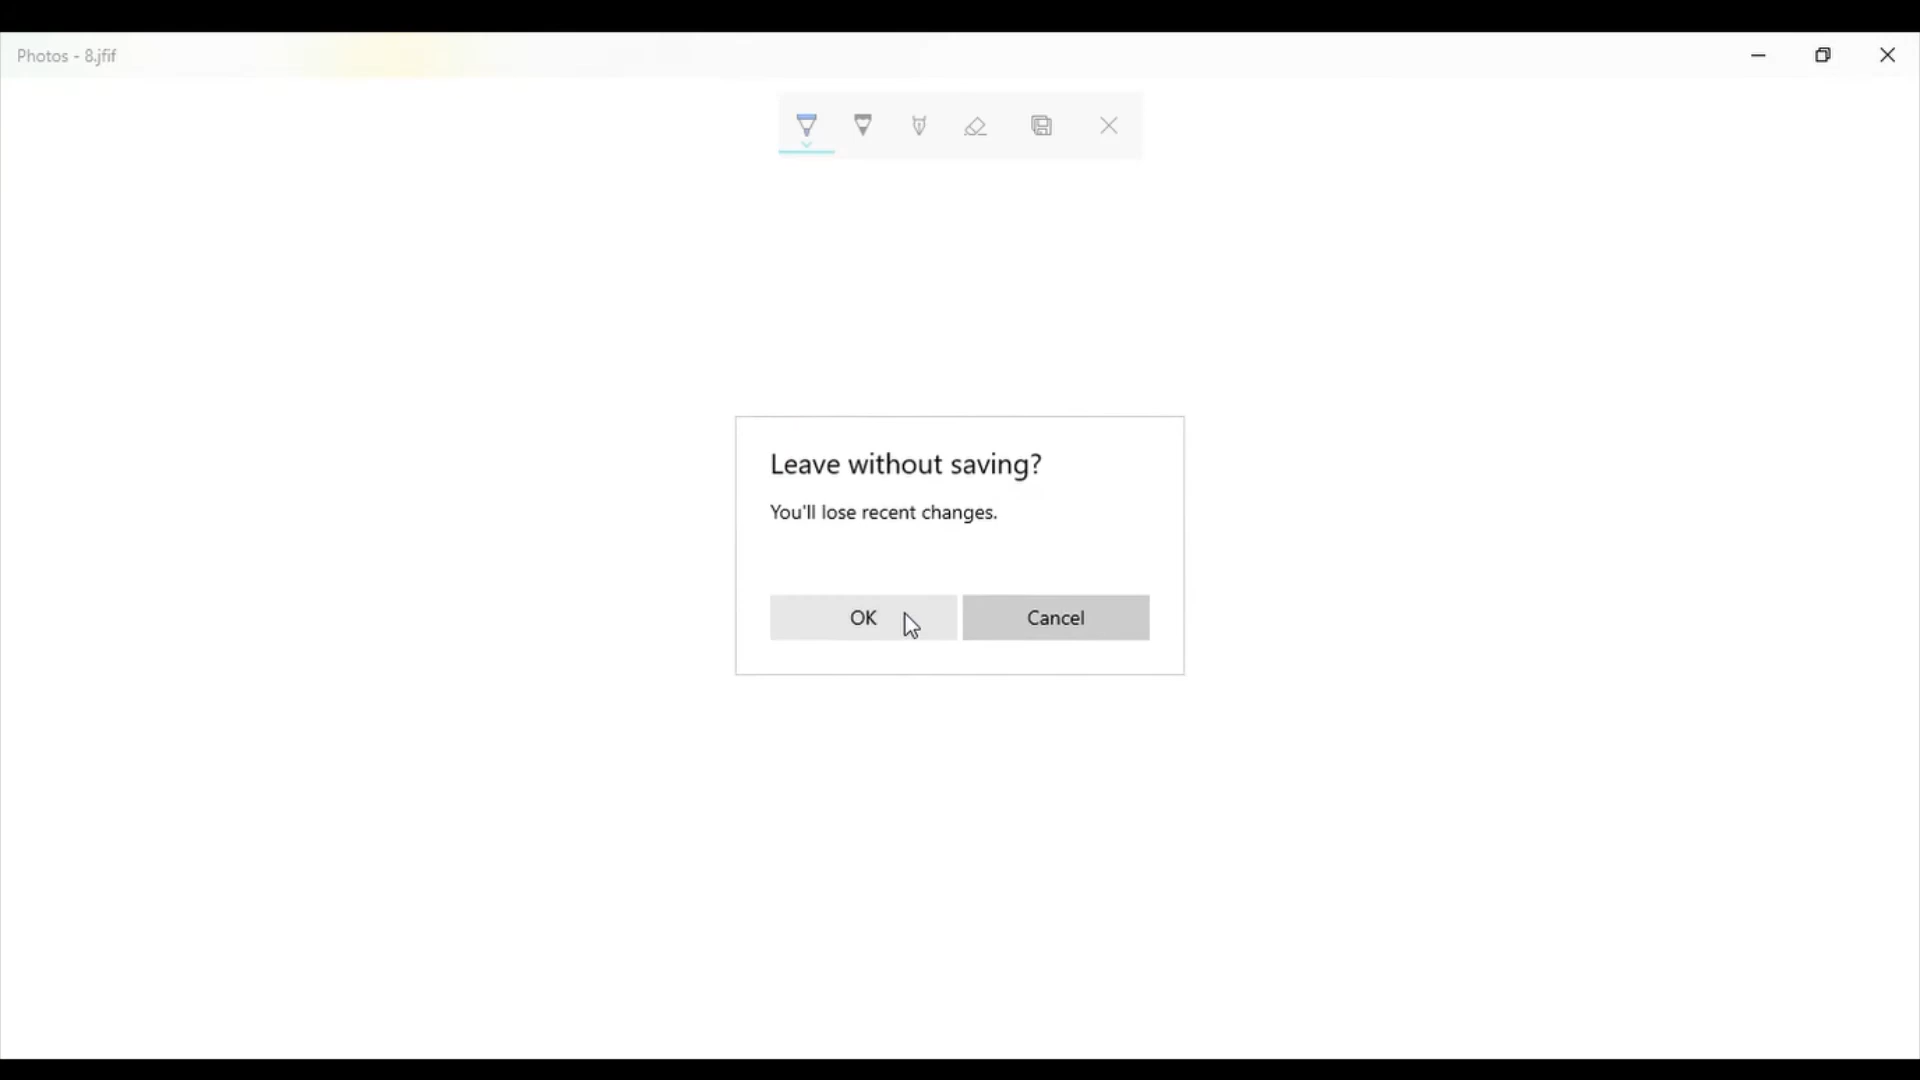 Photos - 8.jfif
Leave without saving?
You'll lose recent changes.
OK
Cancel